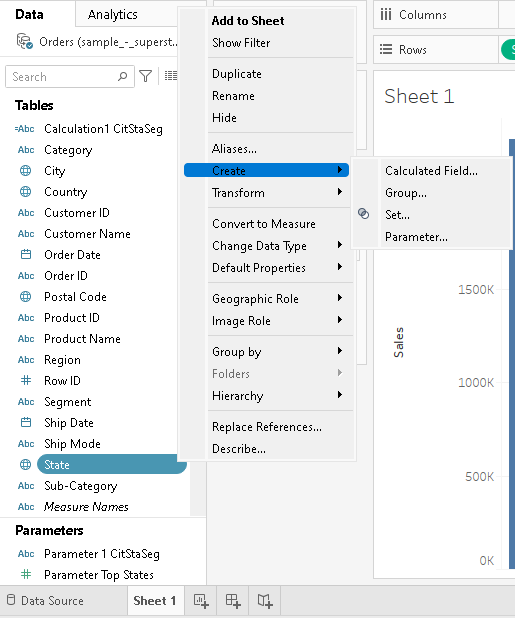 Data
Analytics
Orders (sample_-_superst...
Search
Tables
=Abc Calculation1 CitStaSeg
Abc Category
City
Country
Abc Customer ID
Abc Customer Name
Order Date
Abc Order ID
Postal Code
Abc Product ID
Abc Product Name
Abc Region
# Row ID
Abc Segment
Ship Date
Abc Ship Mode
State
Abc Sub-Category
Abc Measure Names
Parameters
Abc Parameter 1 CitStaSeg
# Parameter Top States
Add to Sheet
Show Filter
Duplicate
Rename
Hide
Aliases...
Create
Transform
Convert to Measure
Change Data Type
Default Properties
Geographic Role
Image Role
Group by
Folders
Hierarchy
Replace References...
Describe...
Calculated Field...
Group...
Set...
Parameter...
Columns
Rows
S
Sheet 1
Sales
1500K
1000K
500K
0K
Data Source
Sheet 1